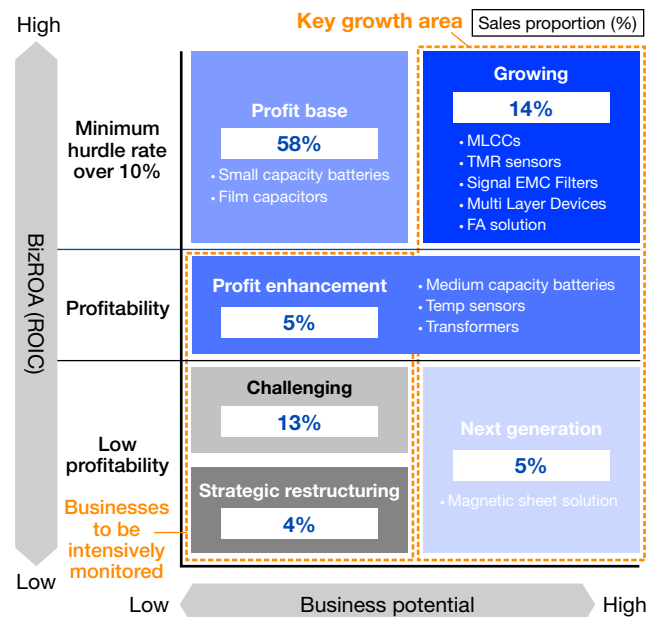 High
Key growth area
Sales proportion (%)
Minimum
hurdle rate
over 10%
Profit base
58%
• Small capacity batteries
• Film capacitors
Growing
14%
• MLCCs
• TMR sensors
• Signal EMC Filters
• Multi Layer Devices
• FA solution
BizROA (ROIC)
Profitability
Profit enhancement
5%
• Medium capacity batteries
• Temp sensors
• Transformers
Low
profitability
Challenging
13%
Next generation
5%
• Magnetic sheet solution
Strategic restructuring
4%
Businesses
to be
intensively
monitored
Low
Low
Business potential
High